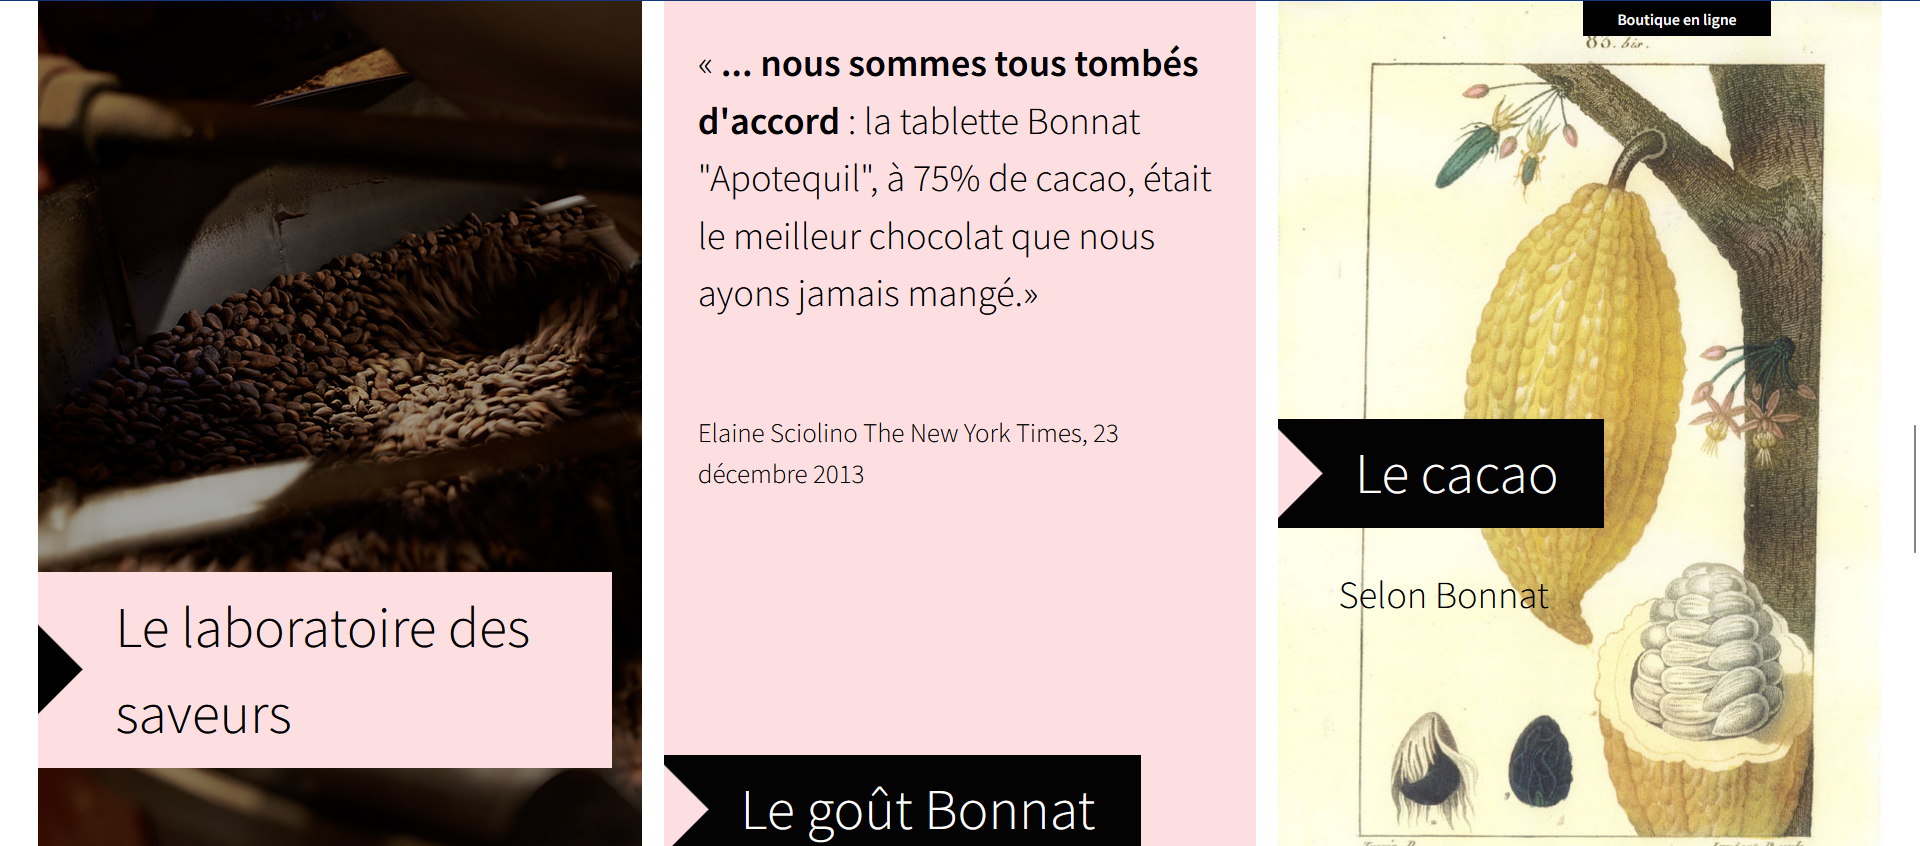 Le laboratoire des
saveurs
« ... nous sommes tous tombés
d'accord : la tablette Bonnat
"Apotequil", à 75% de cacao, était
le meilleur chocolat que nous
ayons jamais mangé.»
Elaine Sciolino The New York Times, 23
décembre 2013
Le goût Bonnat
Boutique en ligne
85. bis.
Le cacao
Selon Bonnat